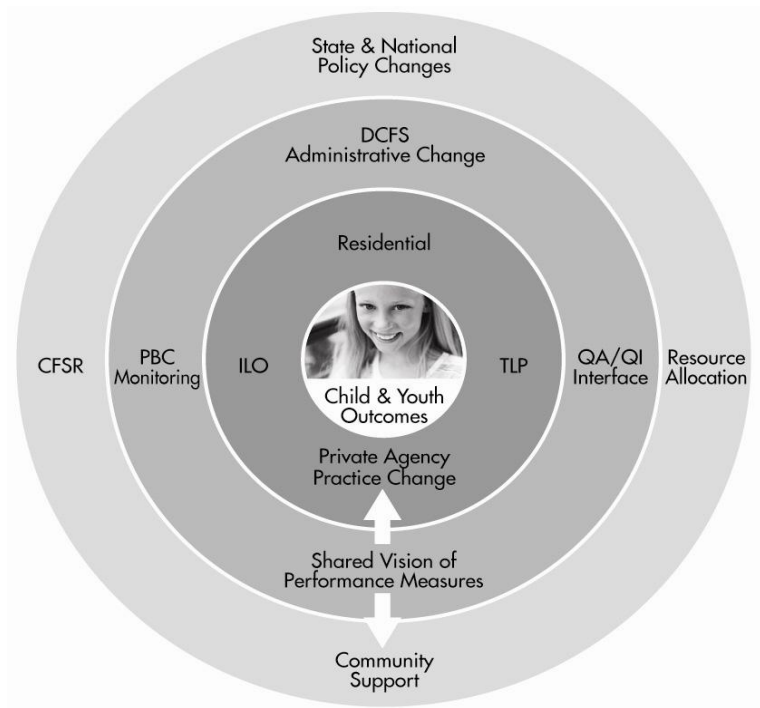 State & National
Policy Changes
DCFS
Administrative Change
Residential
CFSR
PBC
Monitoring
ILO
Child & Youth
Outcomes
TLP
QA/QI
Interface
Resource
Allocation
Private Agency
Practice Change
Shared Vision of
Performance Measures
Community
Support